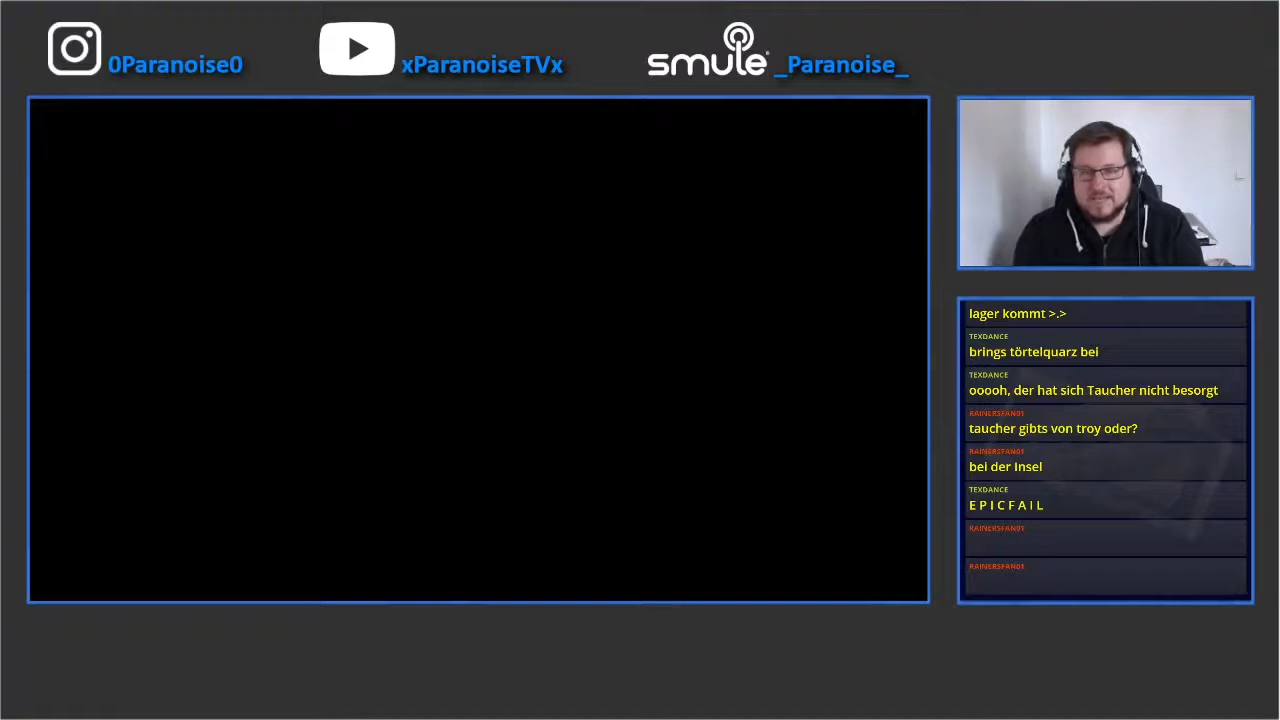 0Paranoise0
xParanoiseTVx
smule
_Paranoise_
lager kommt >.>
TEXDANCE
brings törtelquarz bei
TEXDANCE
ooooh, der hat sich Taucher nicht besorgt
RAINERSFAN01
taucher gibts von troy oder?
RAINERSFAN01
bei der Insel
TEXDANCE
E P I C F A I L
RAINERSFAN01
RAINERSFAN01